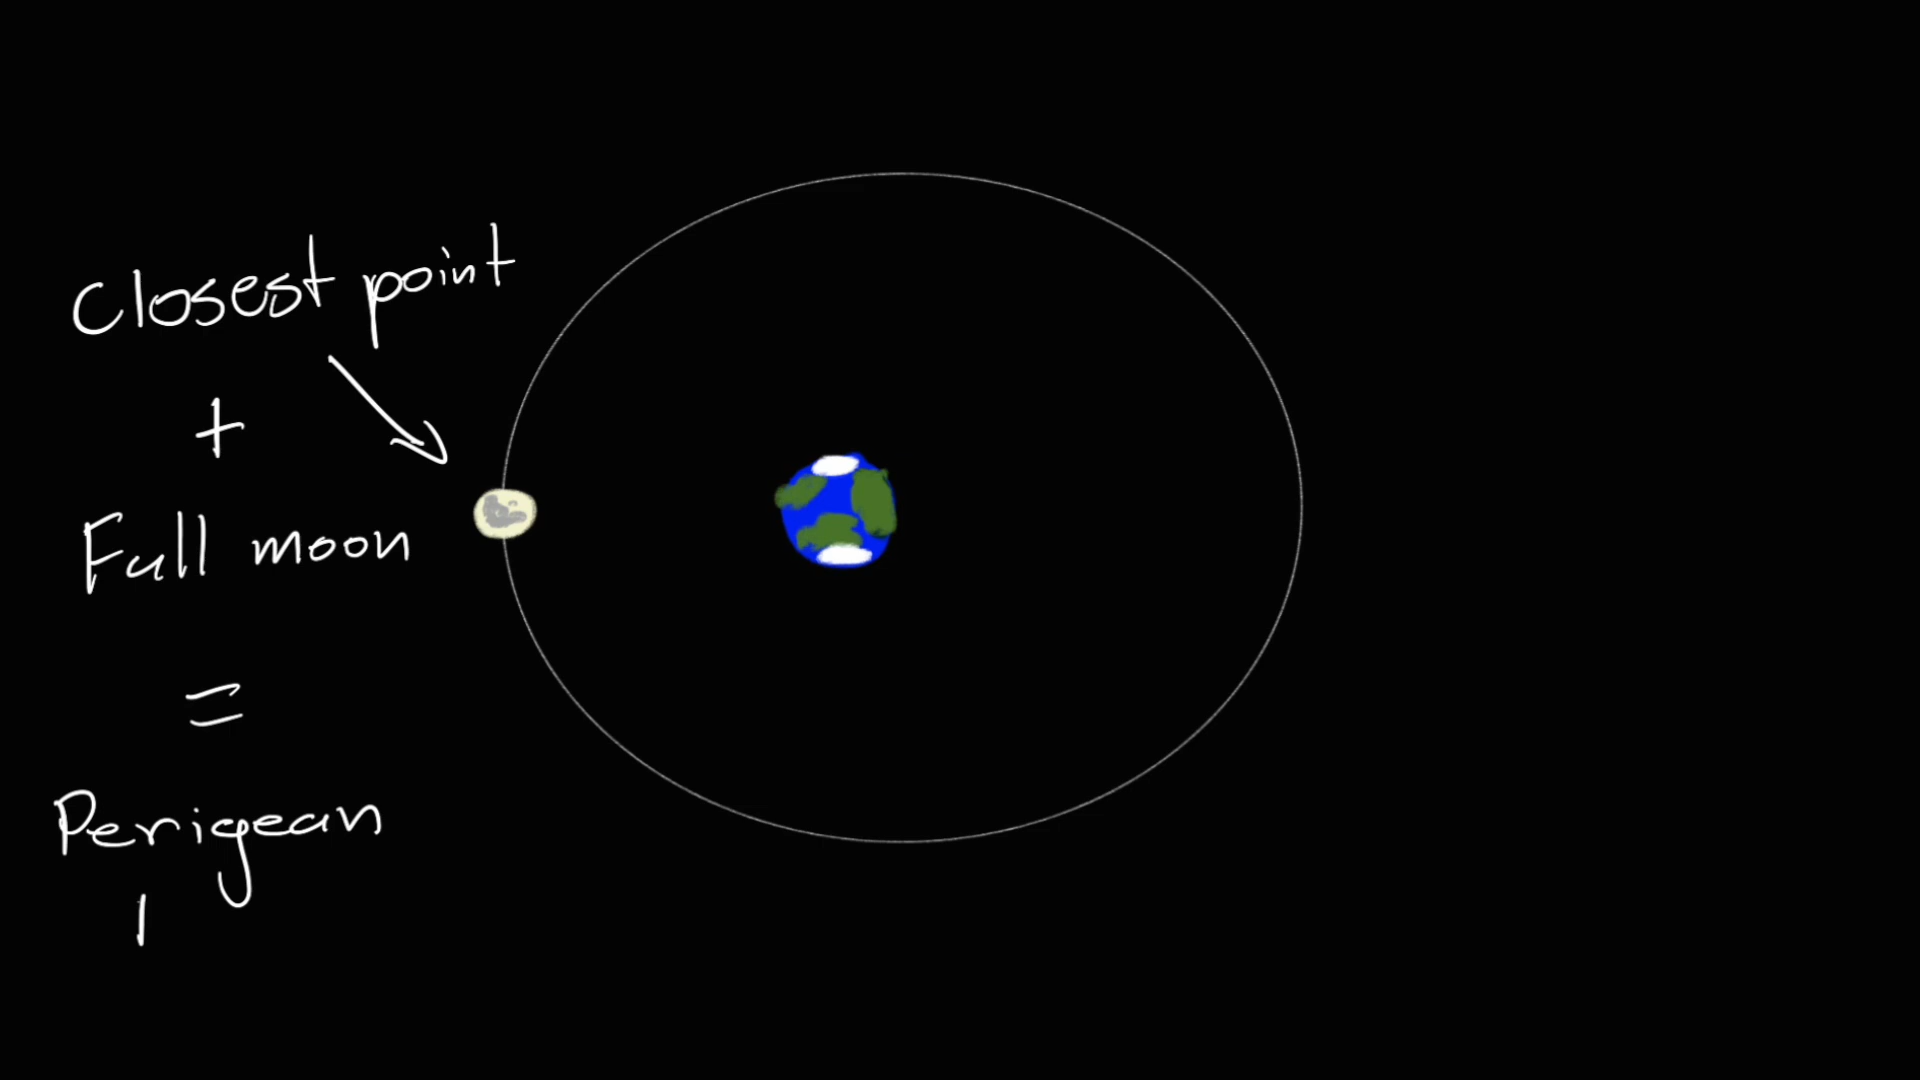 Closest point
+
Full moon
=
Perigean